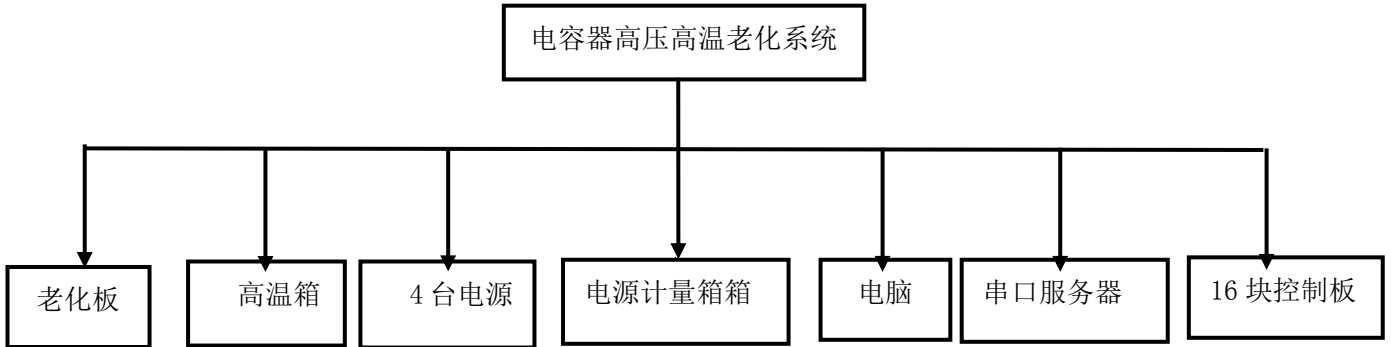 电容器高压高温老化系统
老化板
高温箱
4台电源
电源计量箱箱
电脑
串口服务器
16块控制板